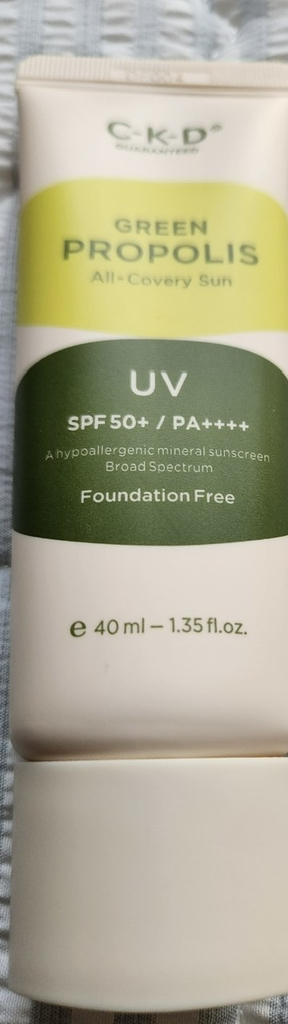 C-K-D®
GUARANTEED
GREEN
PROPOLIS
All-Covery Sun
UV
SPF 50+ / PA++++
A hypoallergenic mineral sunscreen
Broad Spectrum
Foundation Free
e 40 ml – 1.35 fl.oz.